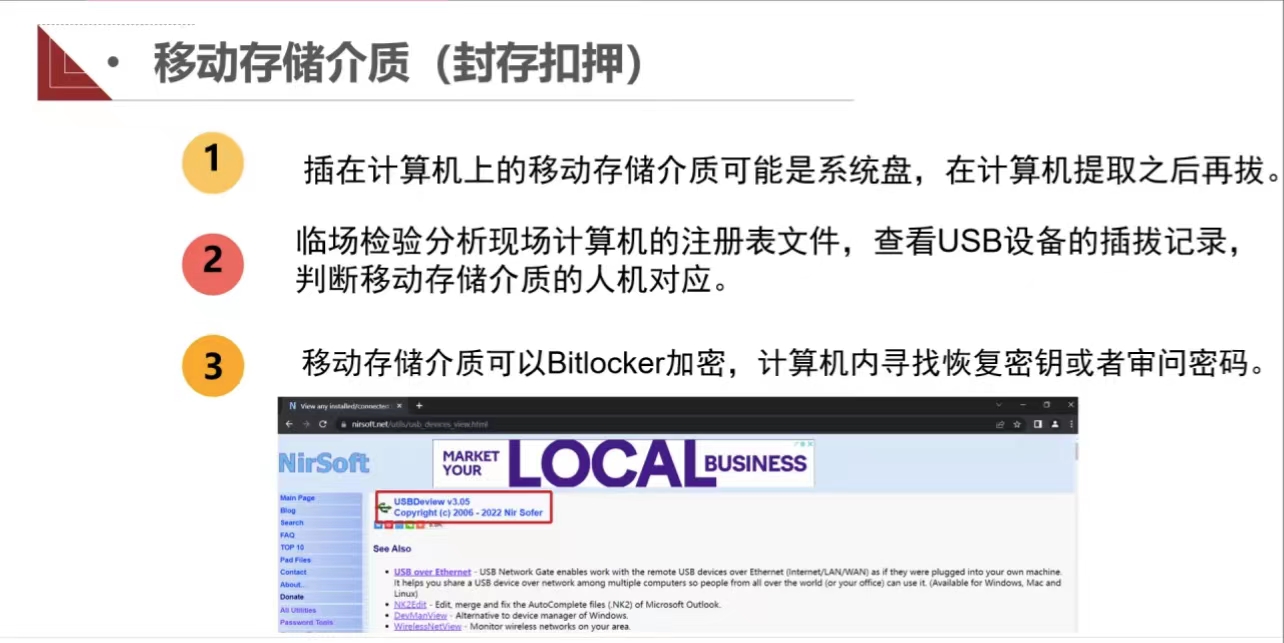 • 移动存储介质（封存扣押）
1
插在计算机上的移动存储介质可能是系统盘，在计算机提取之后再拔。
2
临场检验分析现场计算机的注册表文件，查看USB设备的插拔记录，
判断移动存储介质的人机对应。
3
移动存储介质可以Bitlocker加密，计算机内寻找恢复密钥或者审问密码。
N View any installed/connected
nirsoft.net/utils/usb_devices_view.html
NirSoft
MARKET YOUR LOCAL BUSINESS
Main Page
Blog
Search
FAQ
TOP 10
Pad Files
Contact
About...
Donate
All Utilities
Password Tools
USBDeview v3.05
Copyright (c) 2006 - 2022 Nir Sofer
See Also
• USB over Ethernet - USB Network Gate enables work with the remote USB devices over Ethernet (Internet/LAN/WAN) as if they were plugged into your own machine.
It helps you share a USB device over network among multiple computers so people from all over the world (or your office) can use it. (Available for Windows, Mac and
Linux)
• NK2Edit - Edit, merge and fix the AutoComplete files (.NK2) of Microsoft Outlook.
• DevManView - Alternative to device manager of Windows.
• WirelessNetView - Monitor wireless networks on your area.